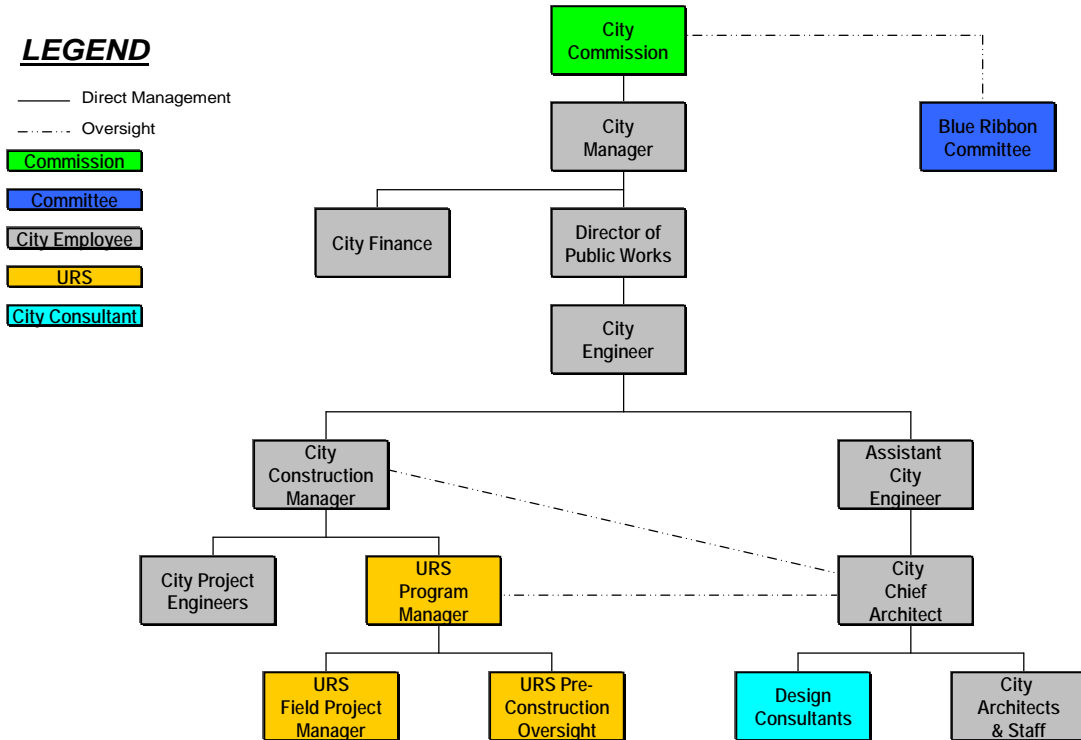 LEGEND
Direct Management
Oversight
Commission
Committee
City Employee
URS
City Consultant
City
Commission
Blue Ribbon
Committee
City
Manager
City Finance
Director of
Public Works
City
Engineer
City
Construction
Manager
Assistant
City
Engineer
City Project
Engineers
URS
Program
Manager
City
Chief
Architect
URS
Field Project
Manager
URS Pre-
Construction
Oversight
Design
Consultants
City
Architects
& Staff